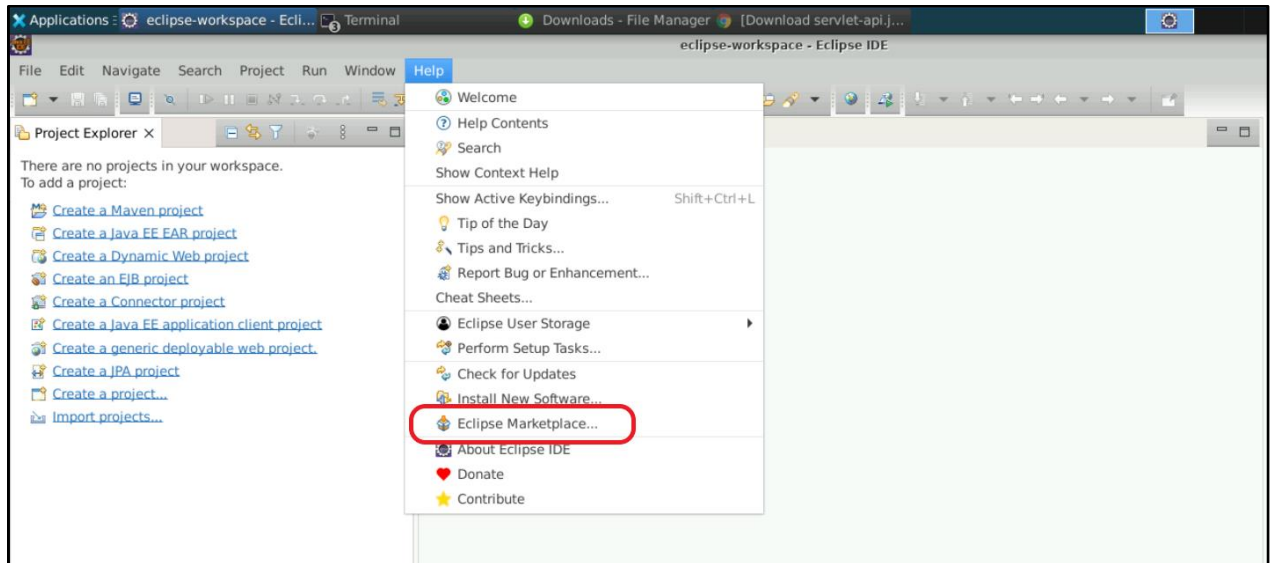 Applications eclipse-workspace - Ecli... Terminal Downloads - File Manager [Download servlet-api.j...
eclipse-workspace - Eclipse IDE
File Edit Navigate Search Project Run Window Help
Project Explorer
There are no projects in your workspace.
To add a project:
Create a Maven project
Create a Java EE EAR project
Create a Dynamic Web project
Create an EJB project
Create a Connector project
Create a Java EE application client project
Create a generic deployable web project.
Create a JPA project
Create a project...
Import projects...
Welcome
Help Contents
Search
Show Context Help
Show Active Keybindings... Shift+Ctrl+L
Tip of the Day
Tips and Tricks...
Report Bug or Enhancement...
Cheat Sheets...
Eclipse User Storage
Perform Setup Tasks...
Check for Updates
Install New Software...
Eclipse Marketplace...
About Eclipse IDE
Donate
Contribute